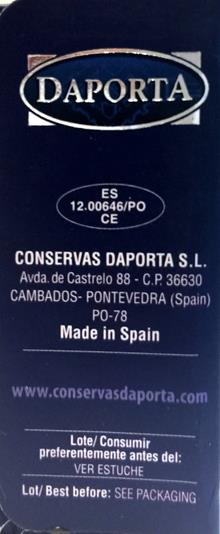 DAPORTA
ES
12.00646/PO
CE
CONSERVAS DAPORTA S.L.
Avda. de Castrelo 88 - C.P. 36630
CAMBADOS- PONTEVEDRA (Spain)
PO-78
Made in Spain
www.conservasdaporta.com
Lote/ Consumir
preferentemente antes del:
VER ESTUCHE
Lot/ Best before: SEE PACKAGING